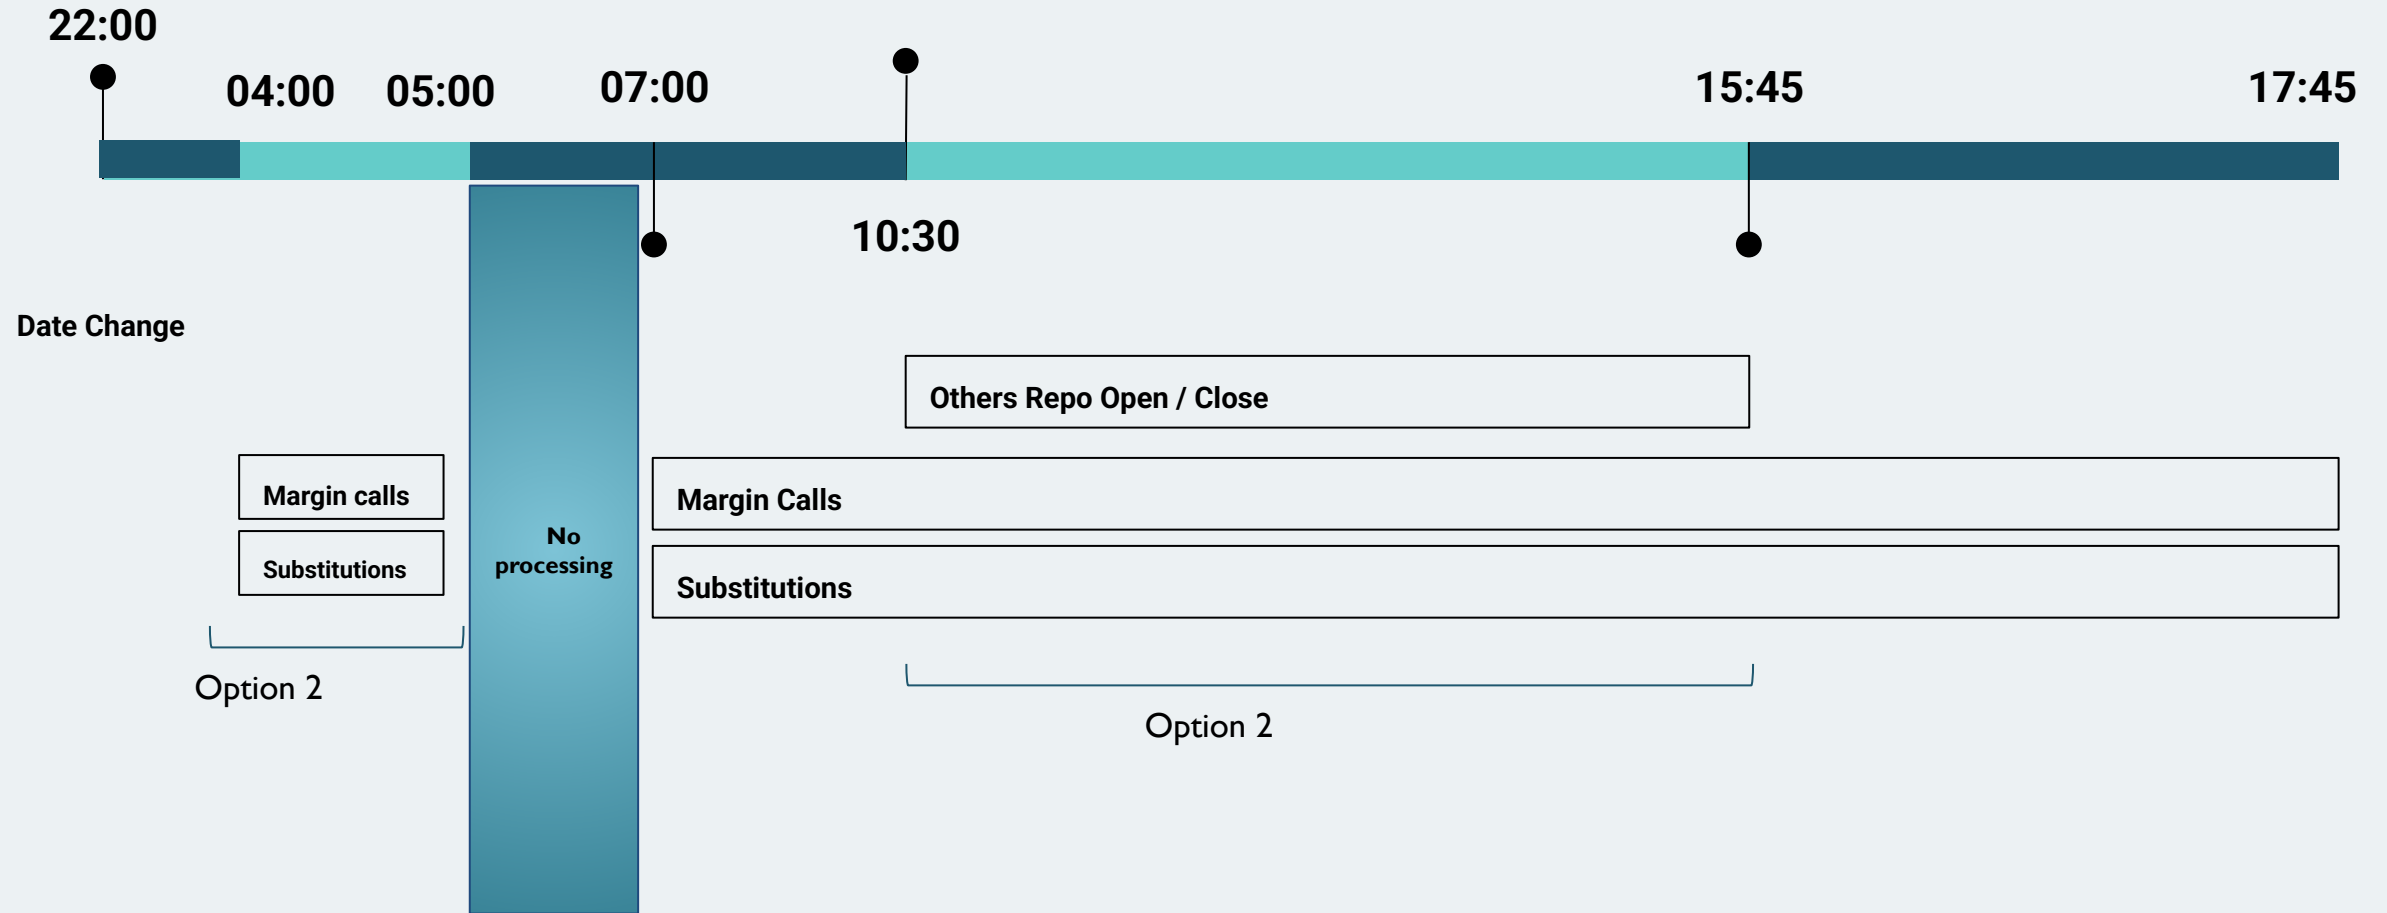 22:00
04:00
05:00
07:00
15:45
17:45
10:30
Date Change
Others Repo Open / Close
Margin calls
Margin Calls
No
processing
Substitutions
Substitutions
Option 2
Option 2